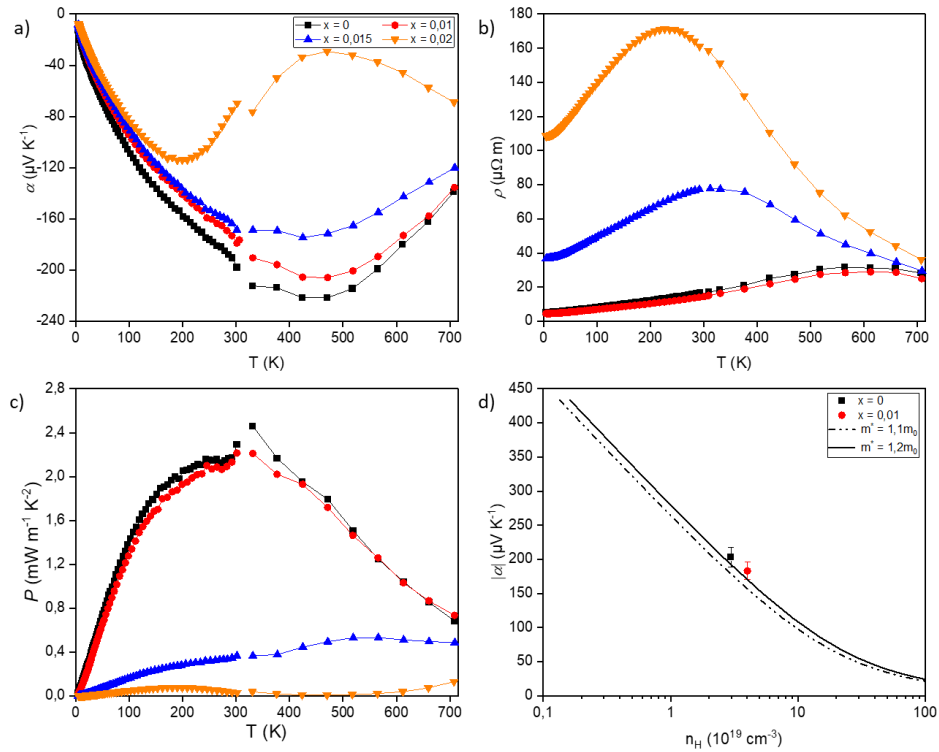 a)
x = 0 x = 0,01
x = 0,015 x = 0,02
0
-40
-80
-120
-160
-200
-240
α (µV K⁻¹)
0 100 200 300 400 500 600 700
T (K)
b)
200
180
160
140
120
100
80
60
40
20
0
ρ (µΩ m)
0 100 200 300 400 500 600 700
T (K)
c)
2,8
2,4
2,0
1,6
1,2
0,8
0,4
0,0
P (mW m⁻¹ K⁻²)
0 100 200 300 400 500 600 700
T (K)
d)
x = 0
x = 0,01
m* = 1,1m₀
m* = 1,2m₀
450
400
350
300
250
200
150
100
50
0
|α| (µV K⁻¹)
0,1 1 10 100
n_H (10¹⁹ cm⁻³)